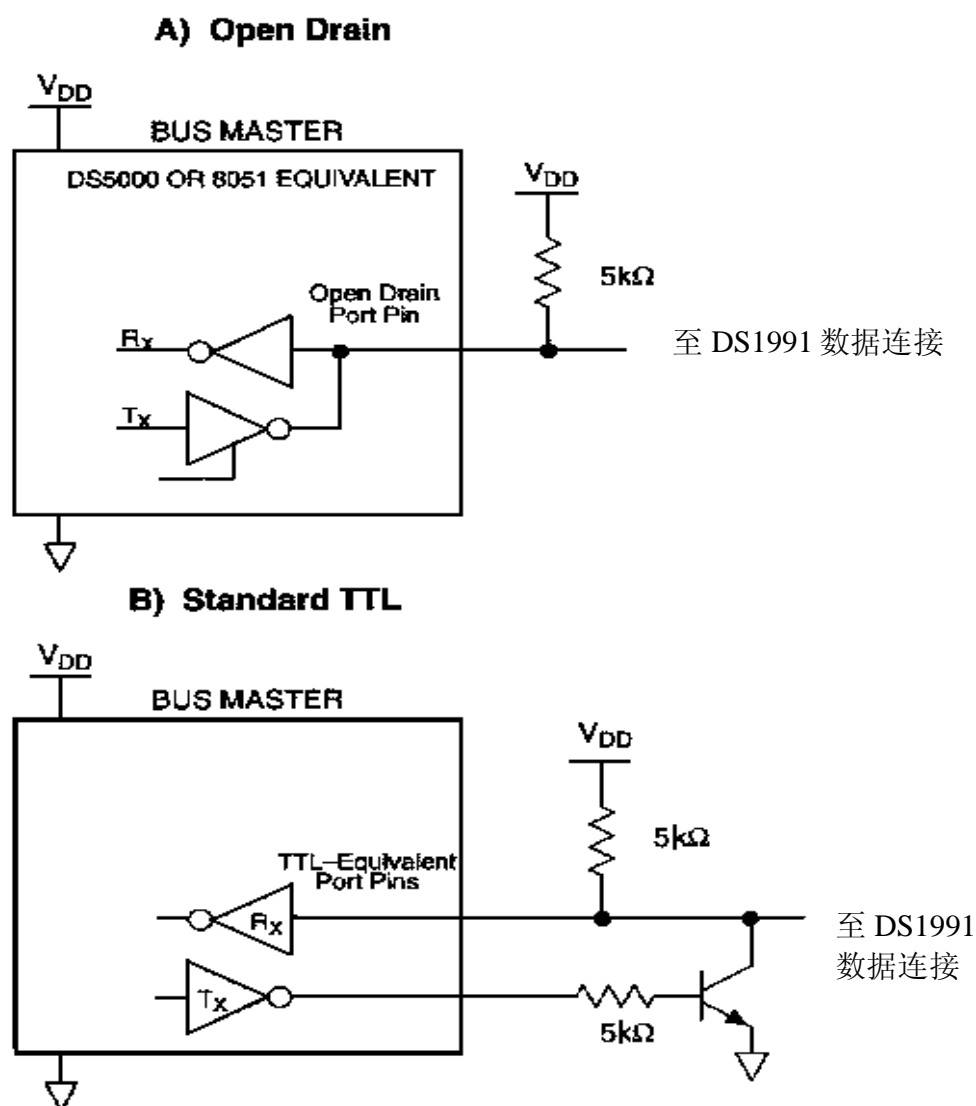 A) Open Drain
VDD
BUS MASTER
DS5000 OR 8051 EQUIVALENT
VDD
5kΩ
Open Drain
Port Pin
RX
至 DS1991 数据连接
TX
B) Standard TTL
VDD
BUS MASTER
VDD
5kΩ
TTL-Equivalent
Port Pins
RX
至 DS1991
数据连接
TX
5kΩ